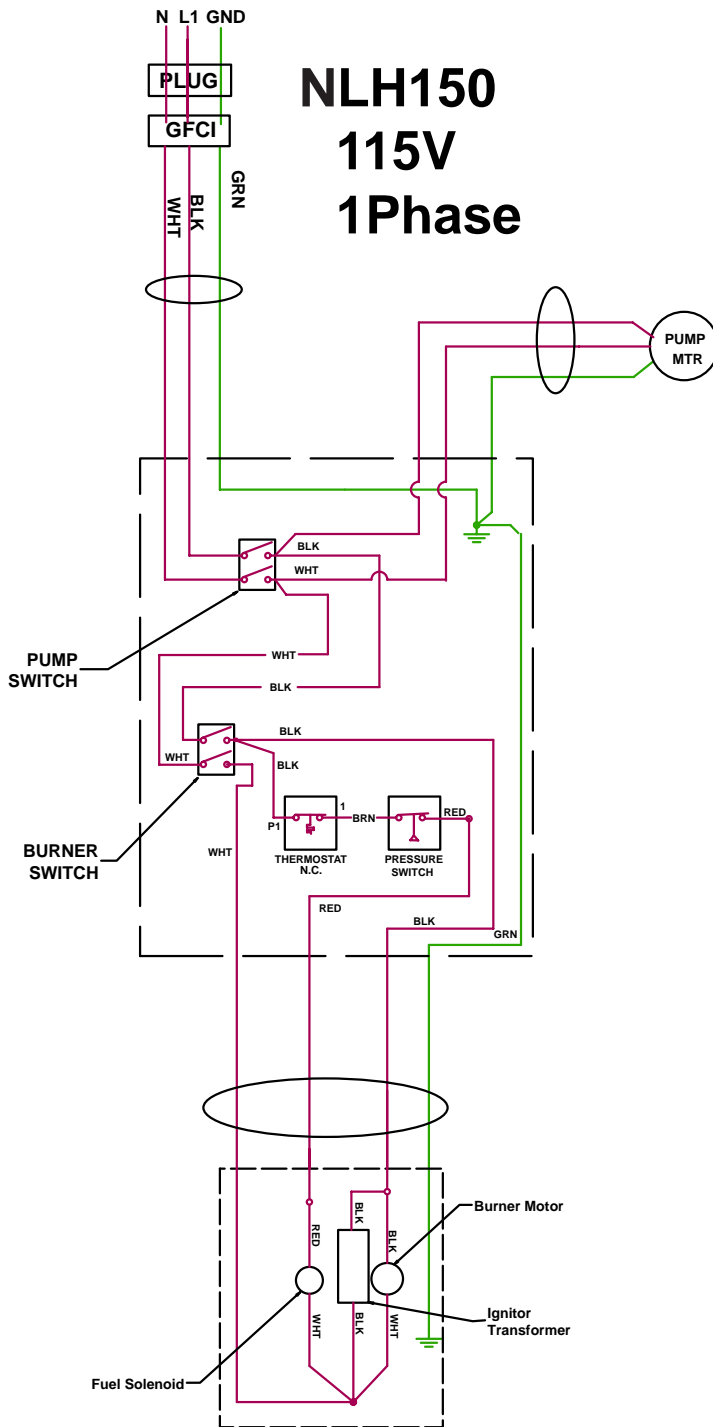 N L1 GND
PLUG
GFCI
NLH150
115V
1Phase
WHT
BLK
GRN
PUMP
MTR
BLK
WHT
PUMP
SWITCH
WHT
BLK
BLK
WHT
BLK
P1
1
BRN
RED
THERMOSTAT
N.C.
PRESSURE
SWITCH
BURNER
SWITCH
WHT
RED
BLK
GRN
BLK
RED
BLK
Burner Motor
WHT
BLK
WHT
Ignitor
Transformer
Fuel Solenoid